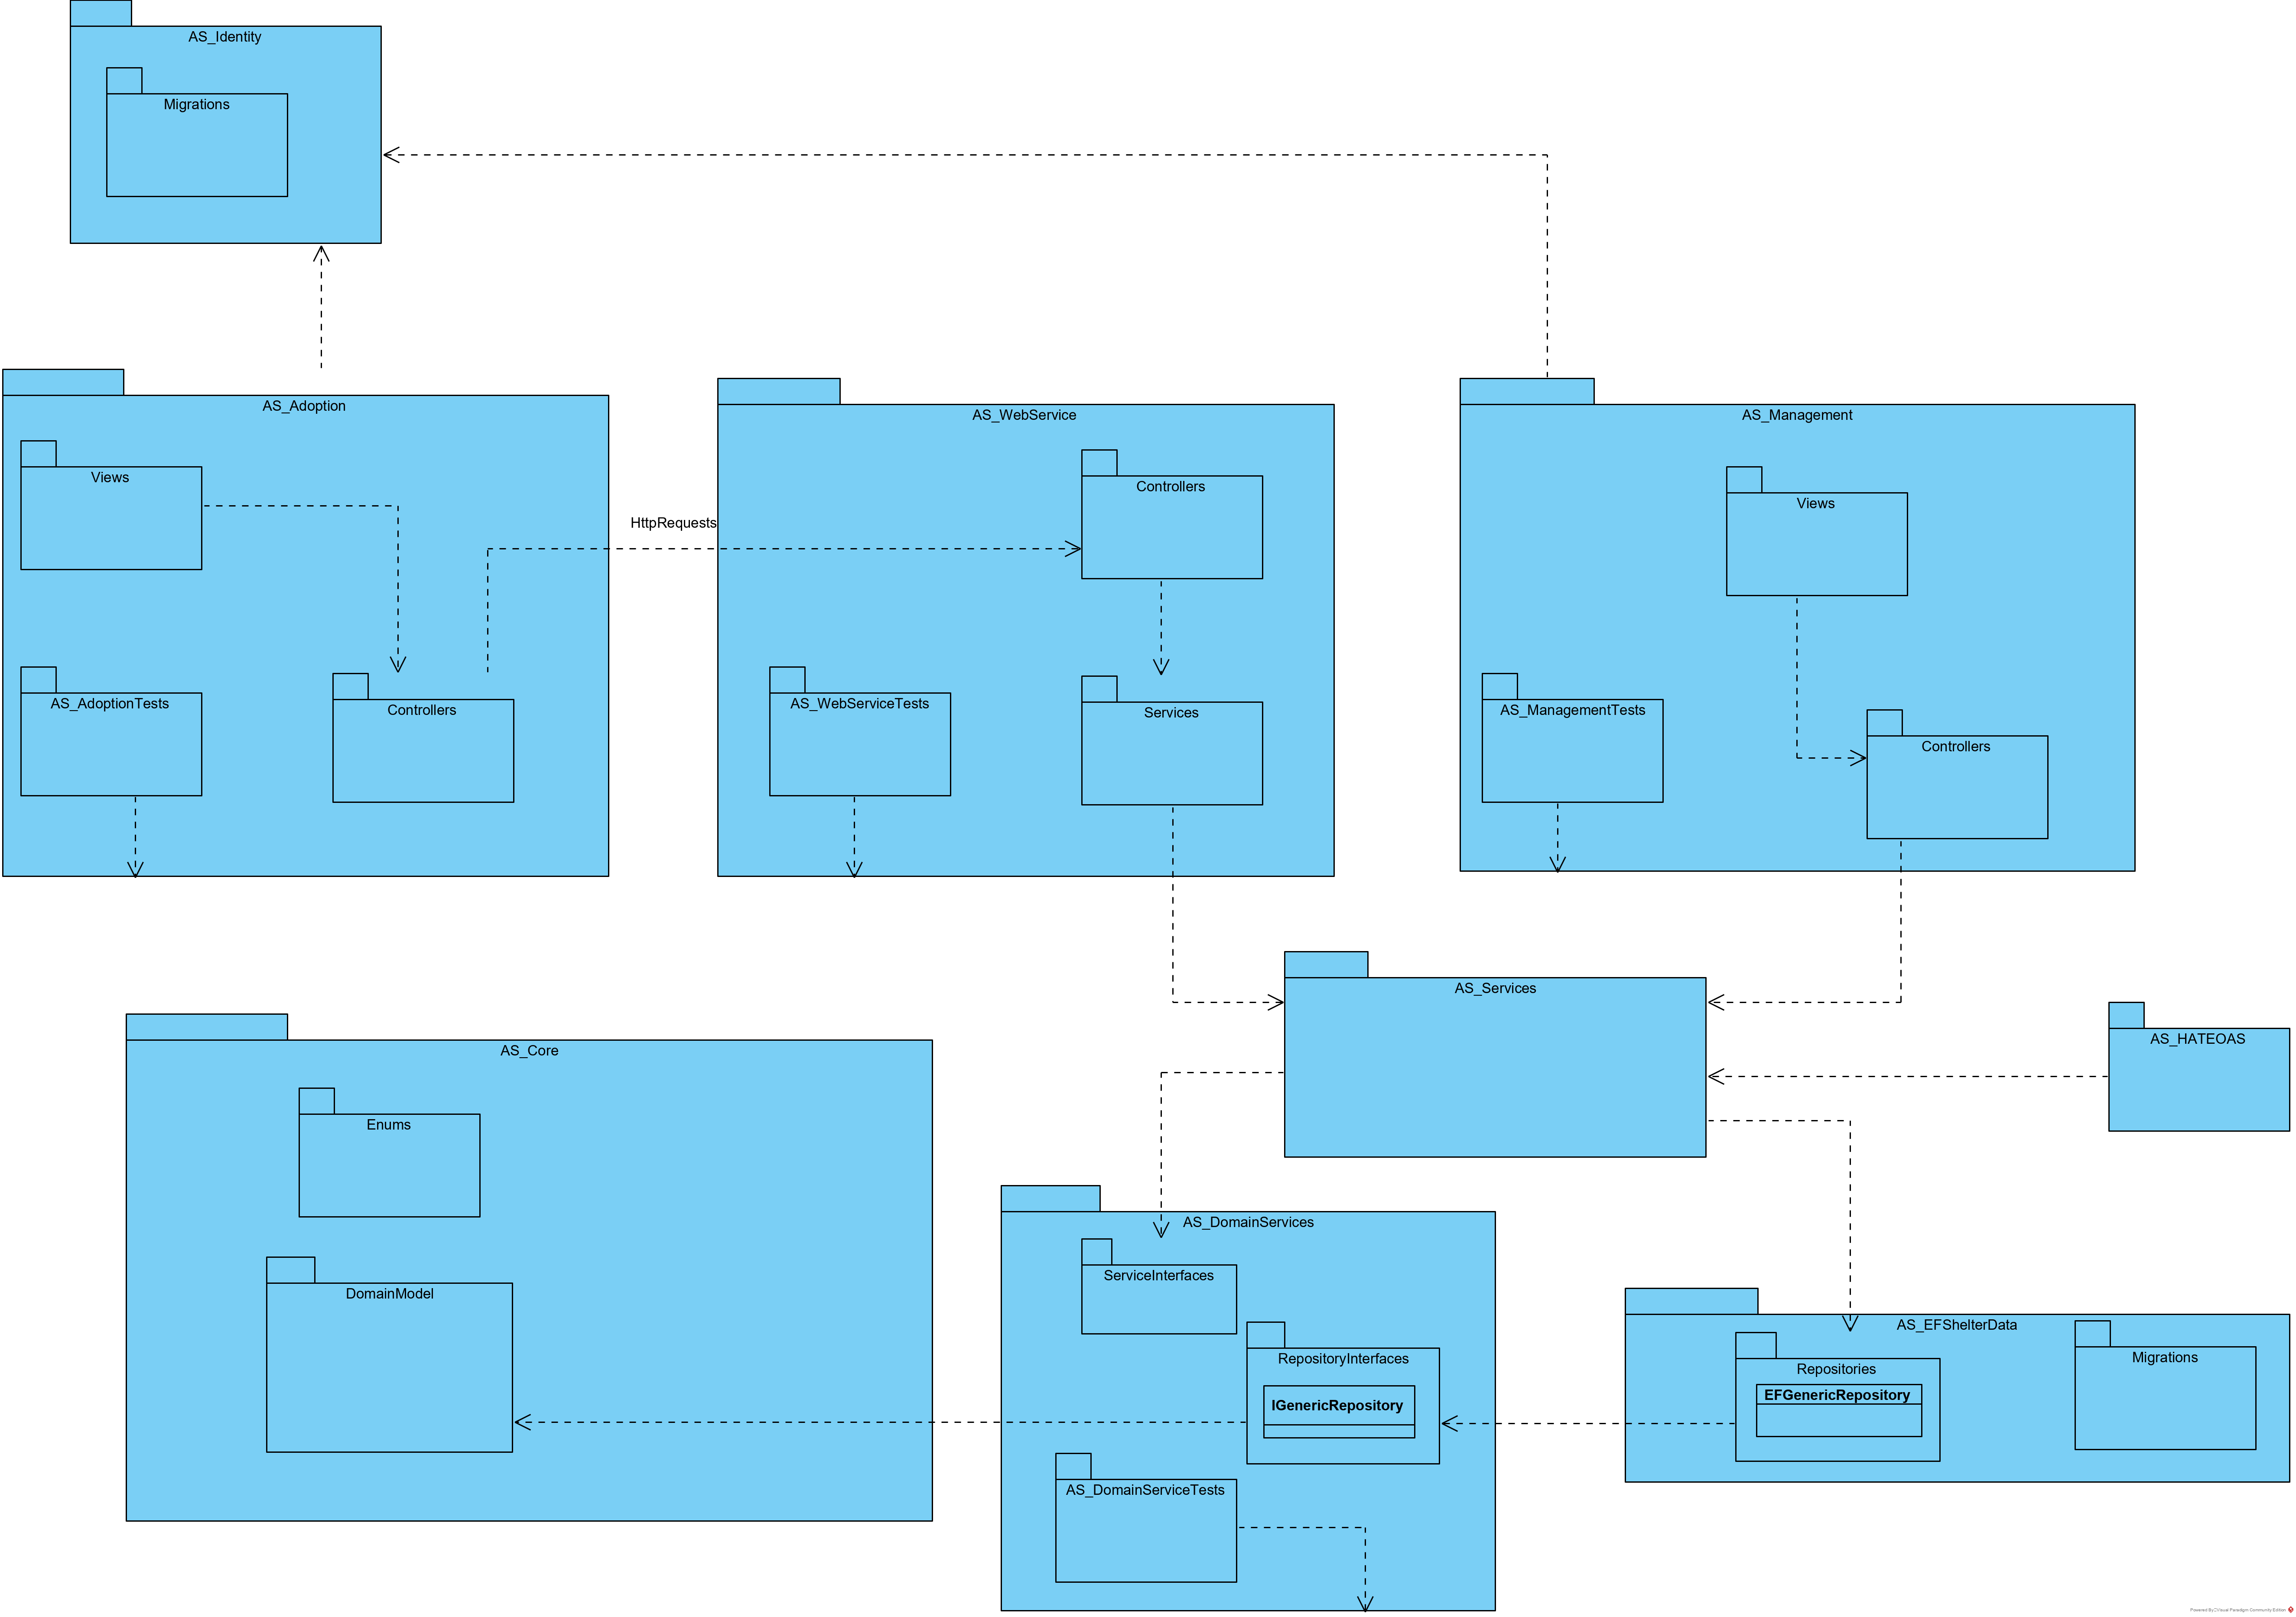 AS_Identity
Migrations
AS_Adoption
Views
AS_AdoptionTests
Controllers
HttpRequests
AS_WebService
Controllers
AS_WebServiceTests
Services
AS_Management
Views
AS_ManagementTests
Controllers
AS_Services
AS_HATEOAS
AS_Core
Enums
DomainModel
AS_DomainServices
ServiceInterfaces
RepositoryInterfaces
IGenericRepository
AS_DomainServiceTests
AS_EFShelterData
Repositories
EFGenericRepository
Migrations
Powered By Visual Paradigm Community Edition